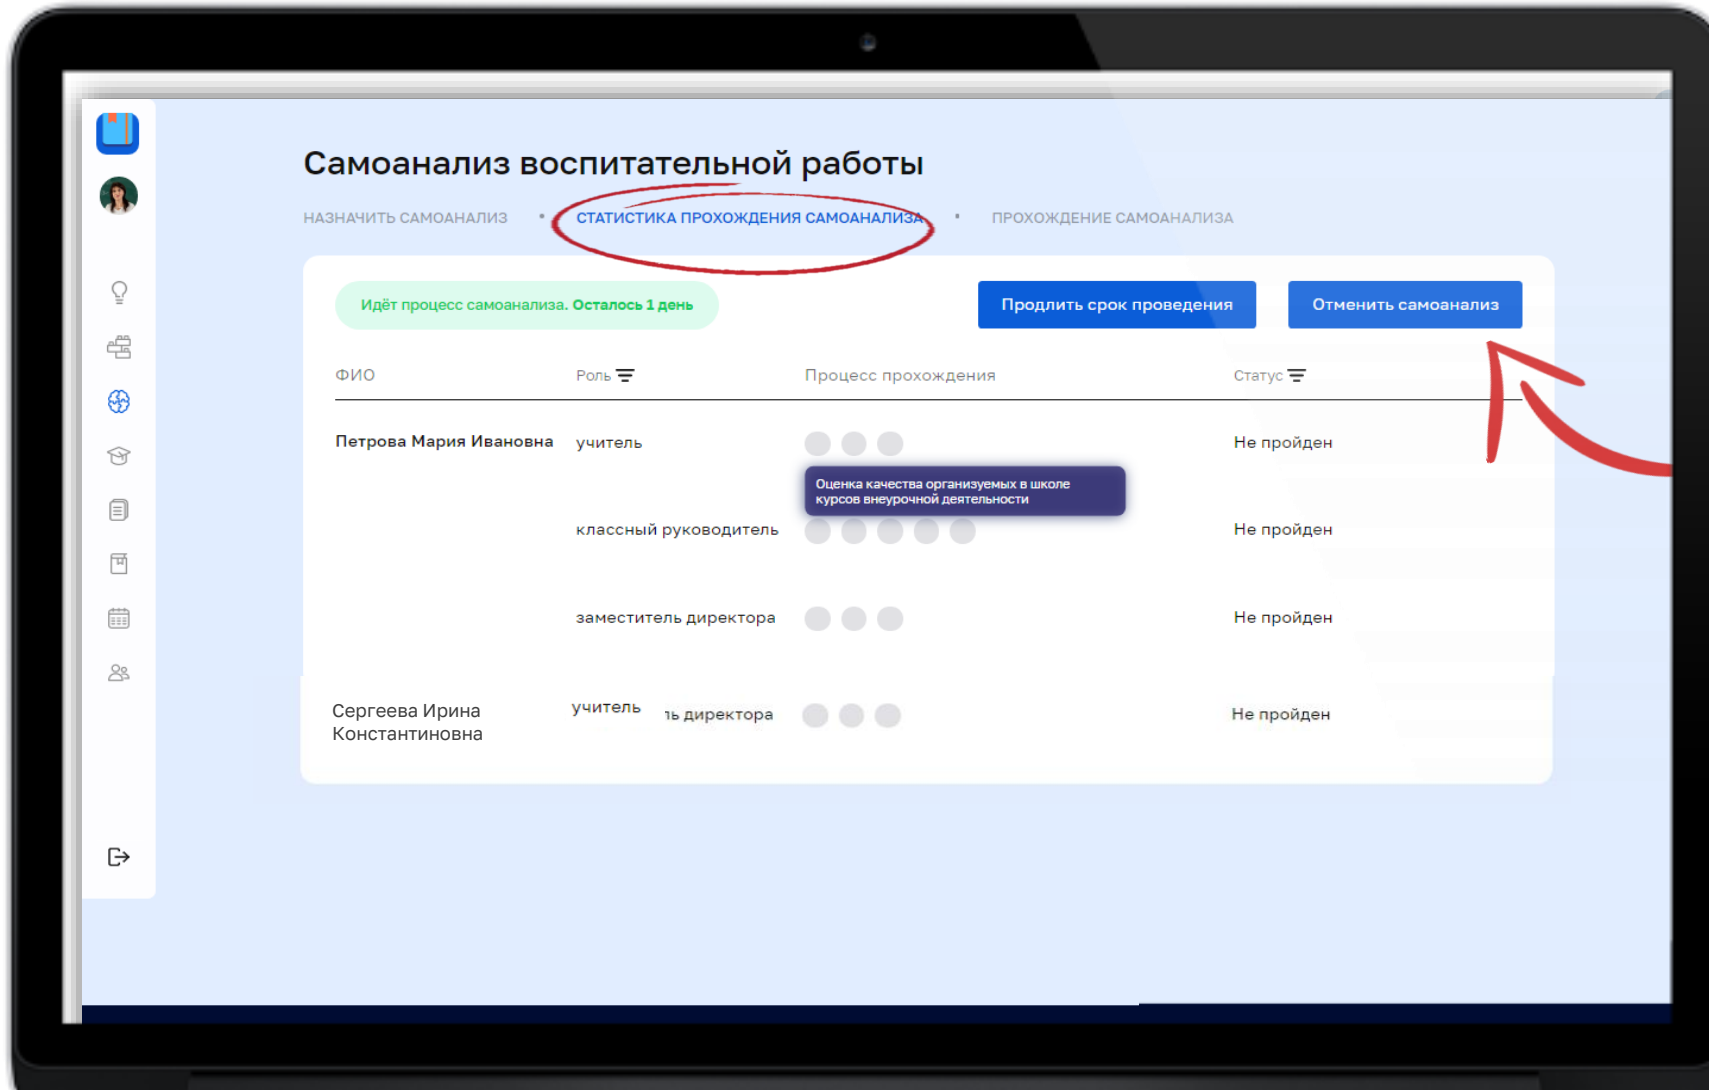 Самоанализ воспитательной работы
НАЗНАЧИТЬ САМОАНАЛИЗ • СТАТИСТИКА ПРОХОЖДЕНИЯ САМОАНАЛИЗА • ПРОХОЖДЕНИЕ САМОАНАЛИЗА
Идёт процесс самоанализа. Осталось 1 день
Продлить срок проведения
Отменить самоанализ
ФИО Роль Процесс прохождения Статус
Петрова Мария Ивановна учитель Не пройден
Оценка качества организуемых в школе
курсов внеурочной деятельности
классный руководитель Не пройден
заместитель директора Не пройден
Сергеева Ирина
Константиновна
учитель ль директора Не пройден